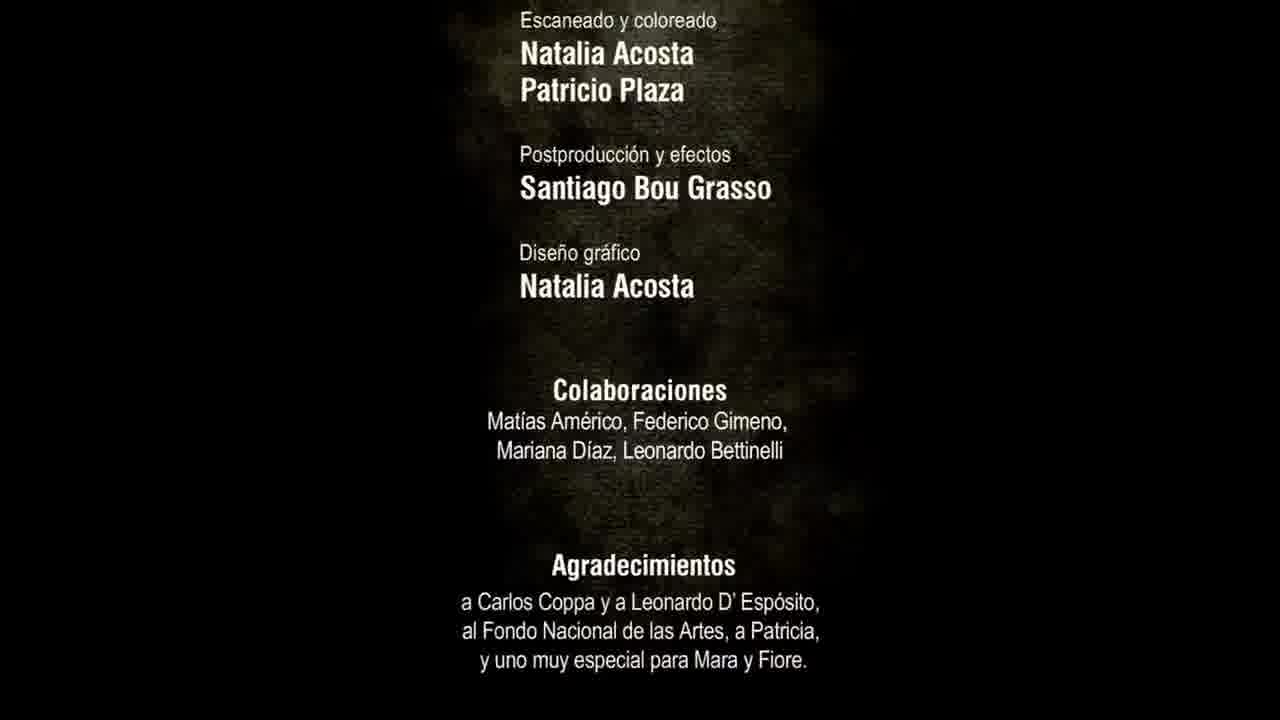 Escaneado y coloreado
Natalia Acosta
Patricio Plaza
Postproducción y efectos
Santiago Bou Grasso
Diseño gráfico
Natalia Acosta
Colaboraciones
Matías Américo, Federico Gimeno,
Mariana Díaz, Leonardo Bettinelli
Agradecimientos
a Carlos Coppa y a Leonardo D' Espósito,
al Fondo Nacional de las Artes, a Patricia,
y uno muy especial para Mara y Fiore.